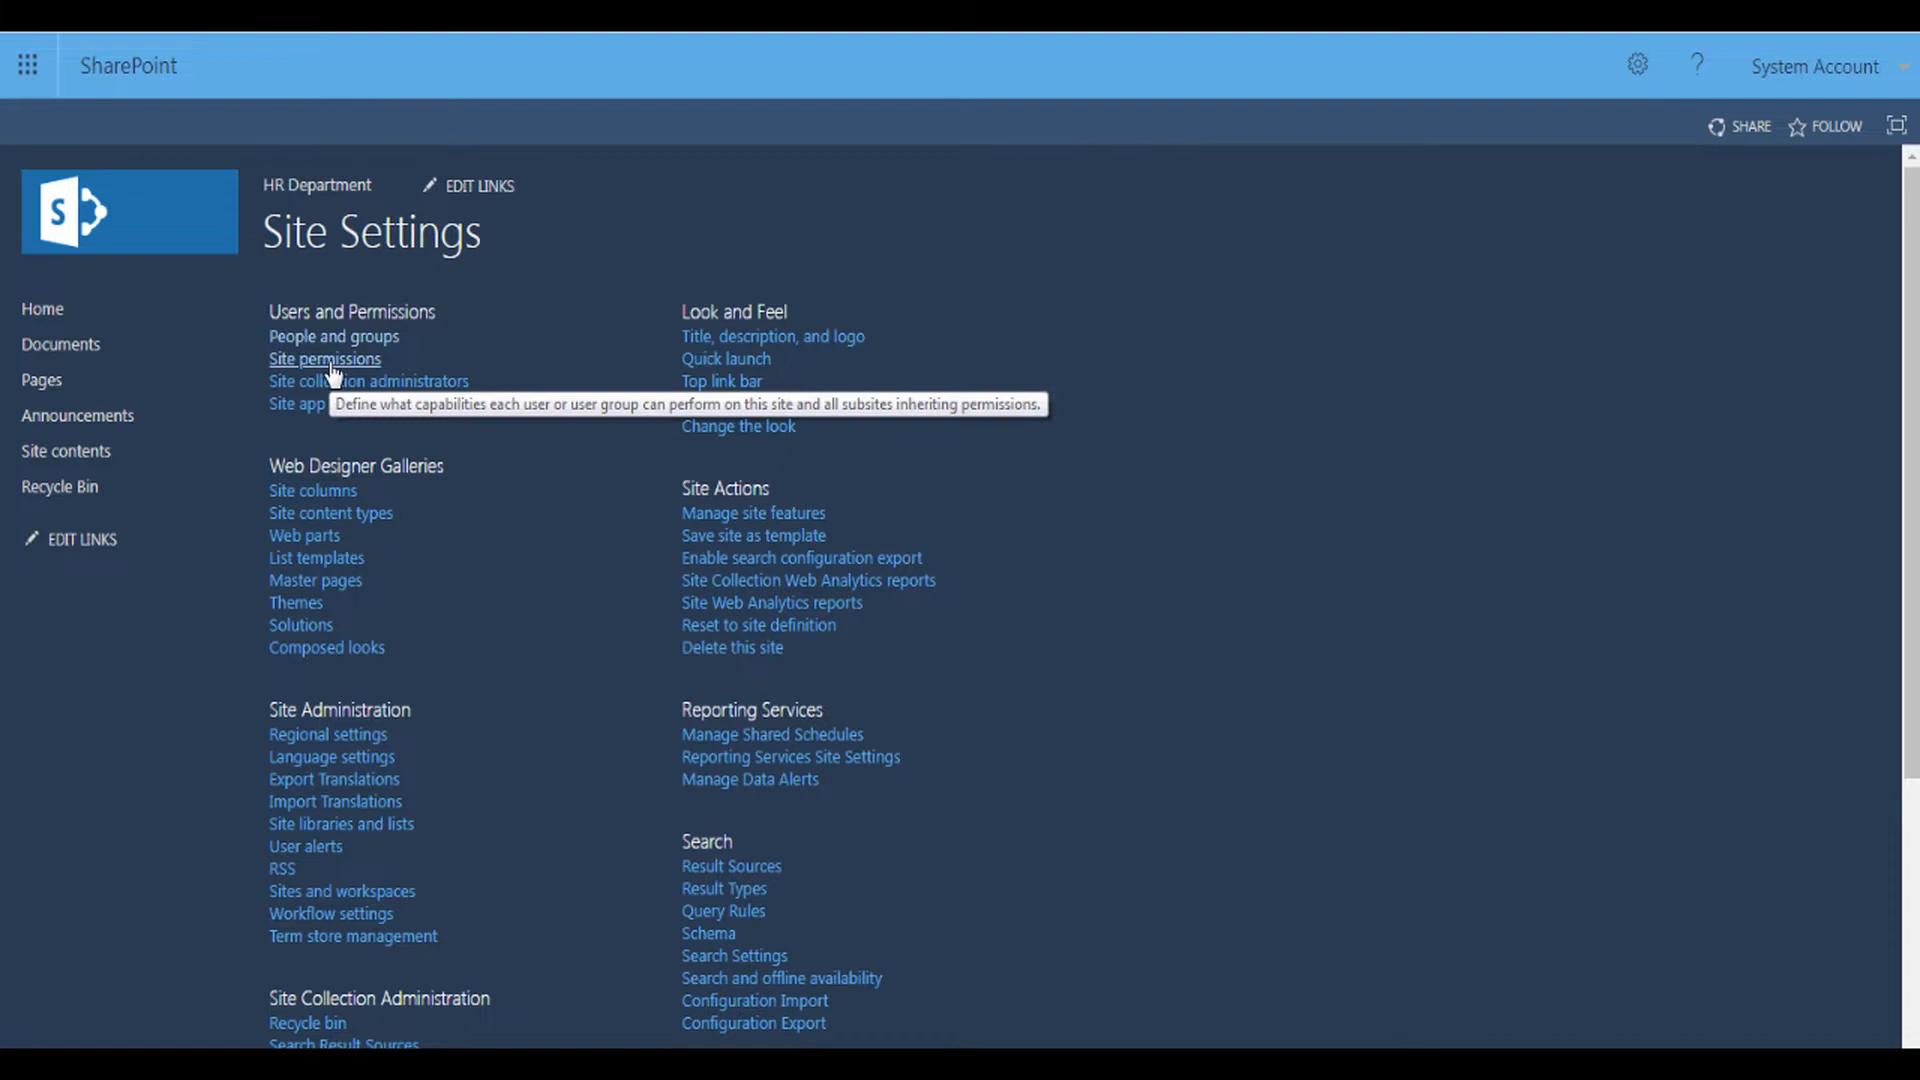 SharePoint
?
System Account
SHARE
FOLLOW
S
HR Department
EDIT LINKS
Site Settings
Home
Documents
Pages
Announcements
Site contents
Recycle Bin
EDIT LINKS
Users and Permissions
People and groups
Site permissions
Site collection administrators
Site app
Define what capabilities each user or user group can perform on this site and all subsites inheriting permissions.
Web Designer Galleries
Site columns
Site content types
Web parts
List templates
Master pages
Themes
Solutions
Composed looks
Site Administration
Regional settings
Language settings
Export Translations
Import Translations
Site libraries and lists
User alerts
RSS
Sites and workspaces
Workflow settings
Term store management
Site Collection Administration
Recycle bin
Search Result Sources
Look and Feel
Title, description, and logo
Quick launch
Top link bar
Change the look
Site Actions
Manage site features
Save site as template
Enable search configuration export
Site Collection Web Analytics reports
Site Web Analytics reports
Reset to site definition
Delete this site
Reporting Services
Manage Shared Schedules
Reporting Services Site Settings
Manage Data Alerts
Search
Result Sources
Result Types
Query Rules
Schema
Search Settings
Search and offline availability
Configuration Import
Configuration Export